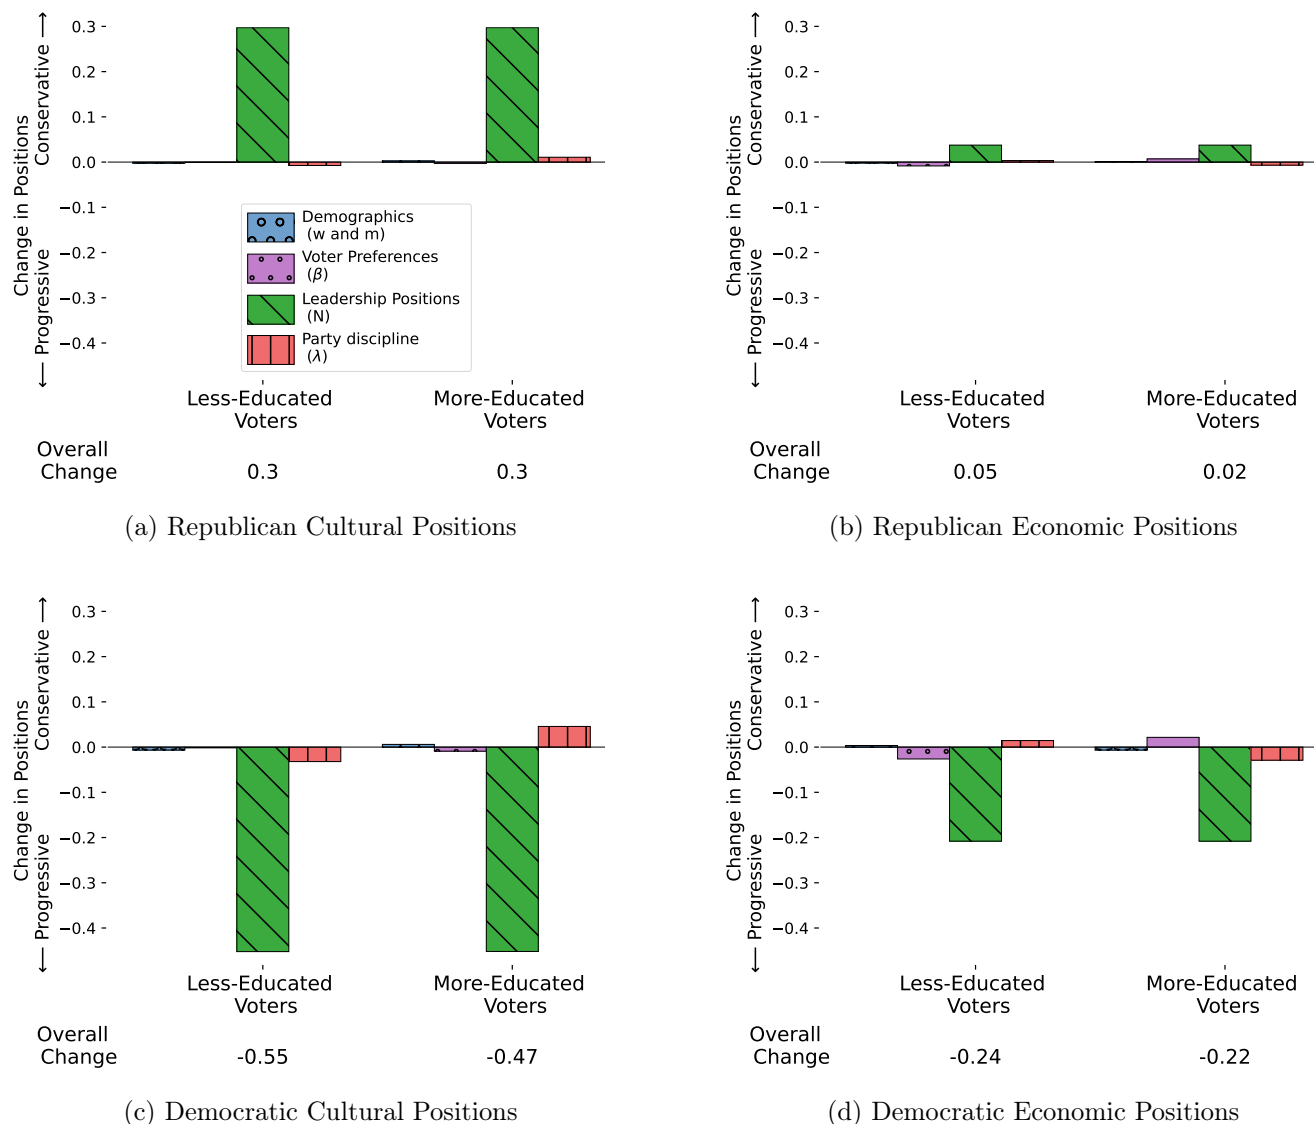 Change in Positions
← Progressive    Conservative →
0.3
0.2
0.1
0.0
−0.1
−0.2
−0.3
−0.4
Demographics
(w and m)
Voter Preferences
(β)
Leadership Positions
(N)
Party discipline
(λ)
Less-Educated
Voters
More-Educated
Voters
Overall
Change
0.3
0.3
(a) Republican Cultural Positions
Change in Positions
← Progressive    Conservative →
0.3
0.2
0.1
0.0
−0.1
−0.2
−0.3
−0.4
Less-Educated
Voters
More-Educated
Voters
Overall
Change
0.05
0.02
(b) Republican Economic Positions
Change in Positions
← Progressive    Conservative →
0.3
0.2
0.1
0.0
−0.1
−0.2
−0.3
−0.4
Less-Educated
Voters
More-Educated
Voters
Overall
Change
-0.55
-0.47
(c) Democratic Cultural Positions
Change in Positions
← Progressive    Conservative →
0.3
0.2
0.1
0.0
−0.1
−0.2
−0.3
−0.4
Less-Educated
Voters
More-Educated
Voters
Overall
Change
-0.24
-0.22
(d) Democratic Economic Positions